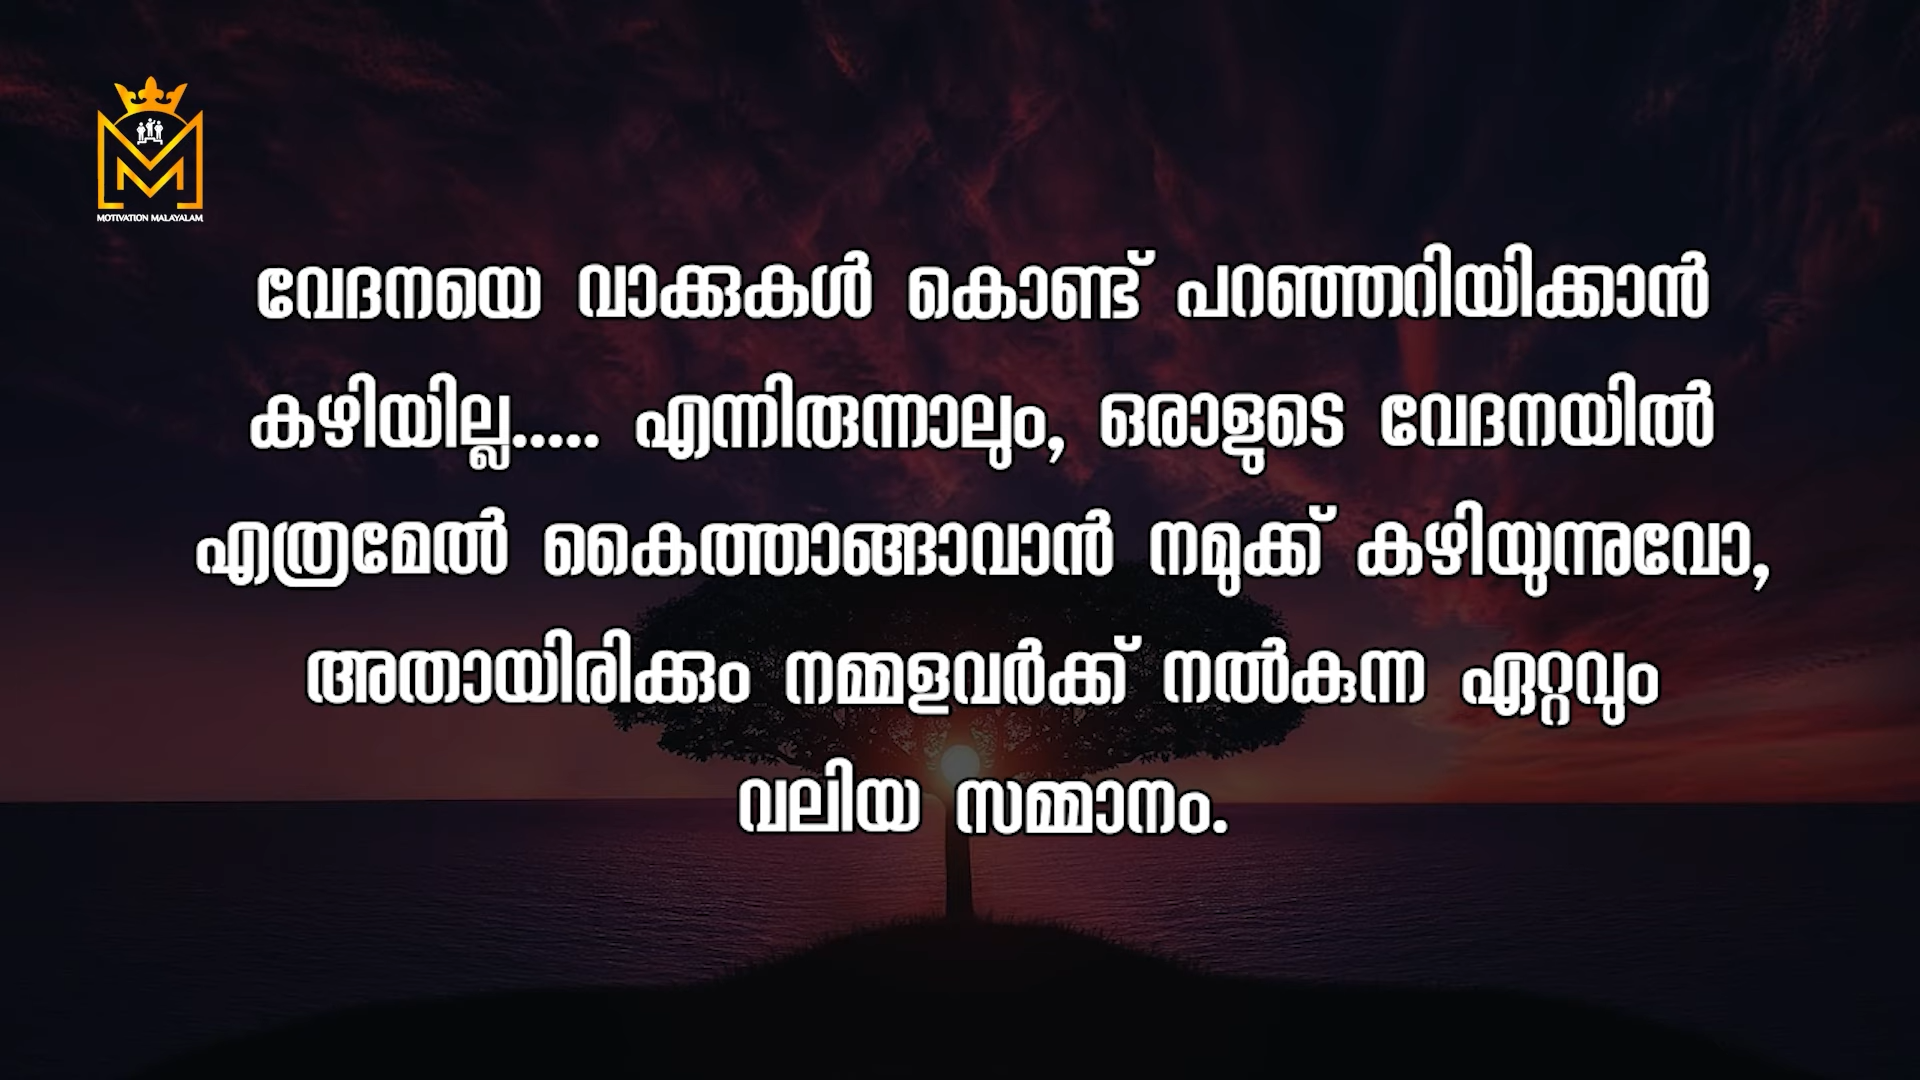 MOTIVATION MALAYALAM
വേദനയെ വാക്കുകൾ കൊണ്ട് പറഞ്ഞറിയിക്കാൻ
കഴിയില്ല..... എന്നിരുന്നാലും, ഒരാളുടെ വേദനയിൽ
എത്രമേൽ കൈത്താങ്ങാവാൻ നമുക്ക് കഴിയുന്നുവോ,
അതായിരിക്കും നമ്മളവർക്ക് നൽകുന്ന ഏറ്റവും
വലിയ സമ്മാനം.